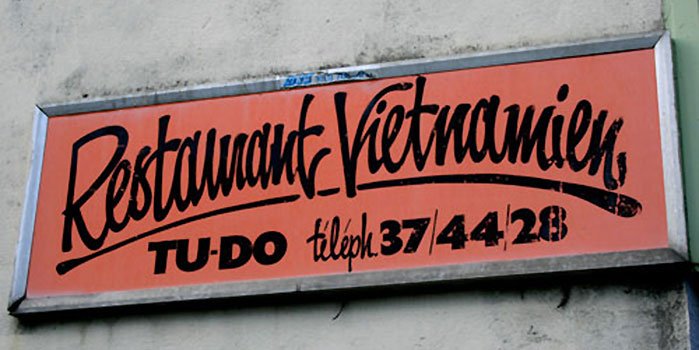 Restaurant Vietnamien
TU-DO téléph. 37/44/28